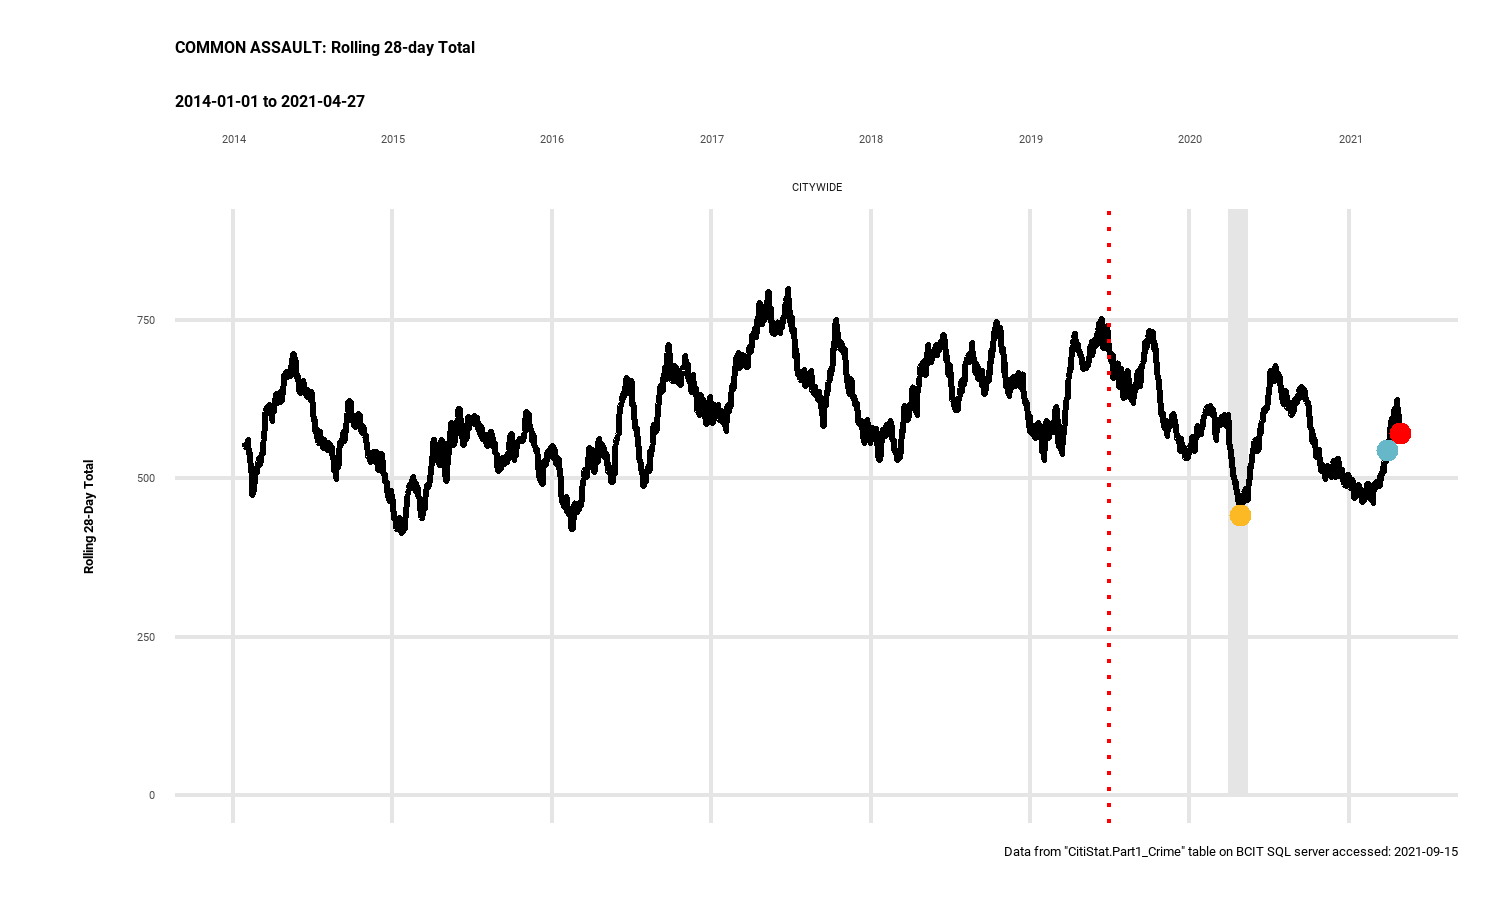 COMMON ASSAULT: Rolling 28-day Total
2014-01-01 to 2021-04-27
2014 2015 2016 2017 2018 2019 2020 2021
CITYWIDE
750
500
250
0
Rolling 28-Day Total
Data from "CitiStat.Part1_Crime" table on BCIT SQL server accessed: 2021-09-15